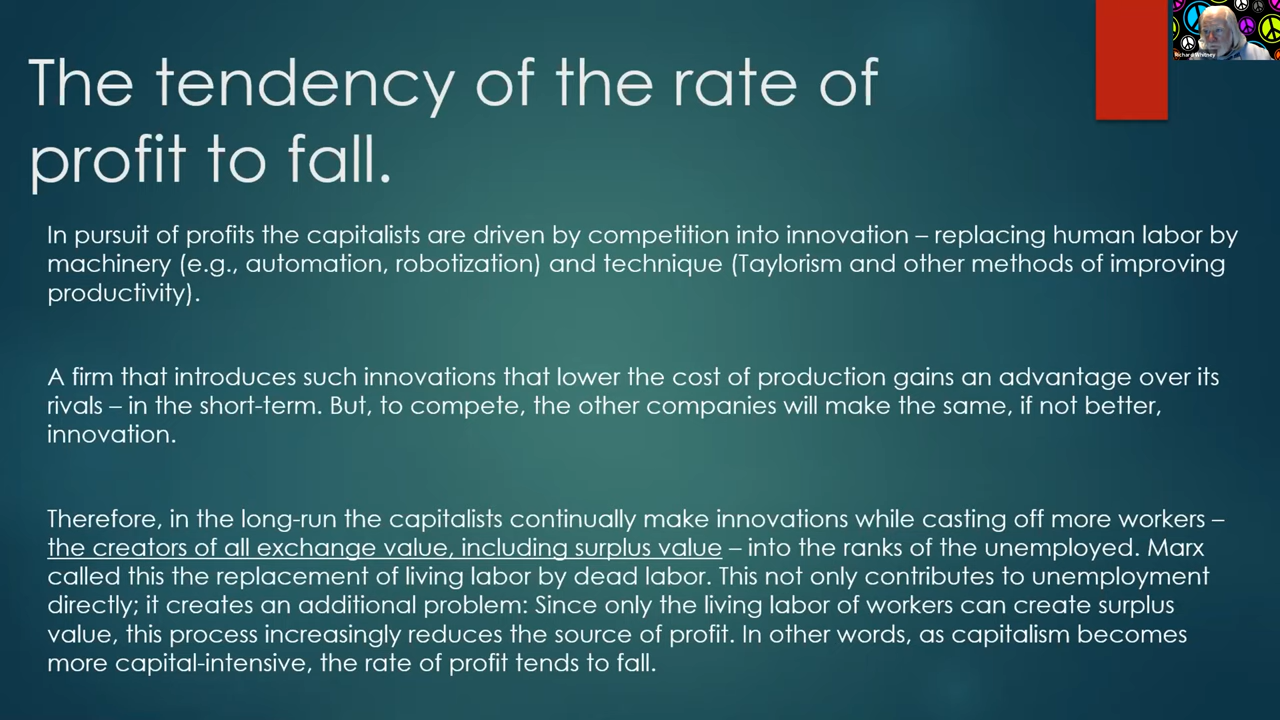 The tendency of the rate of
profit to fall.
In pursuit of profits the capitalists are driven by competition into innovation – replacing human labor by
machinery (e.g., automation, robotization) and technique (Taylorism and other methods of improving
productivity).
A firm that introduces such innovations that lower the cost of production gains an advantage over its
rivals – in the short-term. But, to compete, the other companies will make the same, if not better,
innovation.
Therefore, in the long-run the capitalists continually make innovations while casting off more workers –
the creators of all exchange value, including surplus value – into the ranks of the unemployed. Marx
called this the replacement of living labor by dead labor. This not only contributes to unemployment
directly; it creates an additional problem: Since only the living labor of workers can create surplus
value, this process increasingly reduces the source of profit. In other words, as capitalism becomes
more capital-intensive, the rate of profit tends to fall.
Richard Whitney